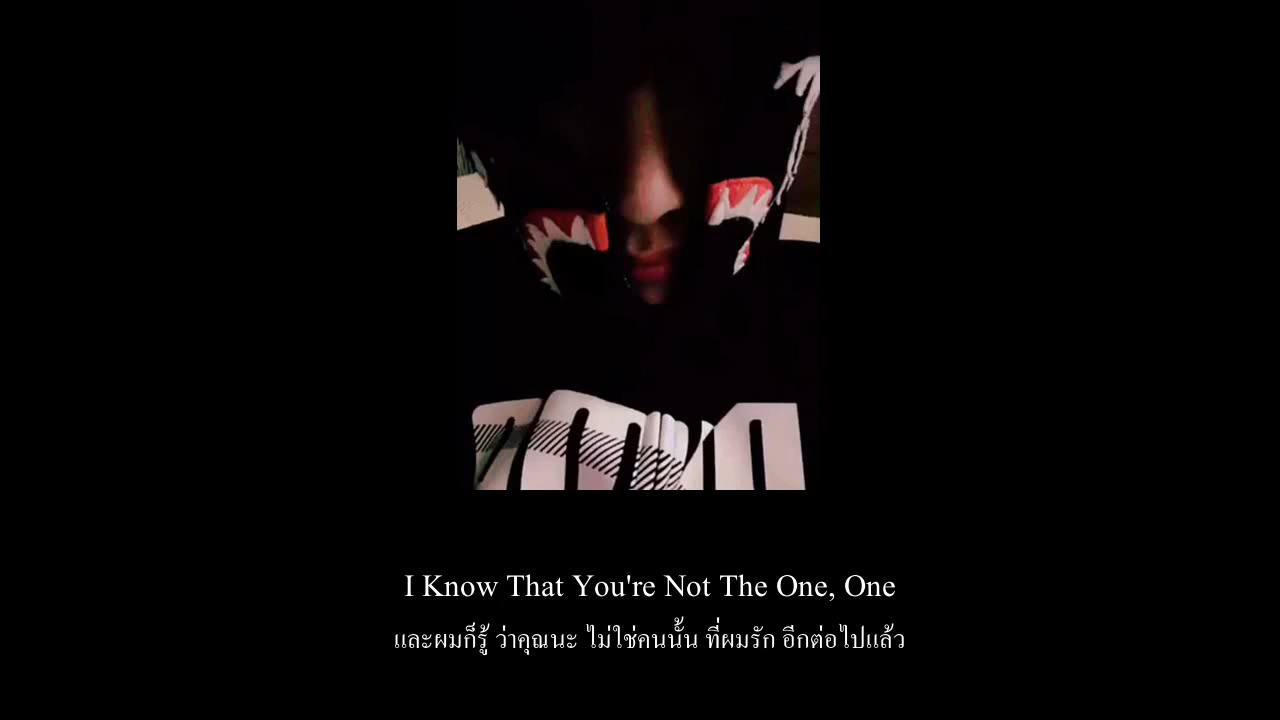 I Know That You're Not The One, One
และผมก็รู้ ว่าคุณนะ ไม่ใช่คนนั้น ที่ผมรัก อีกต่อไปแล้ว